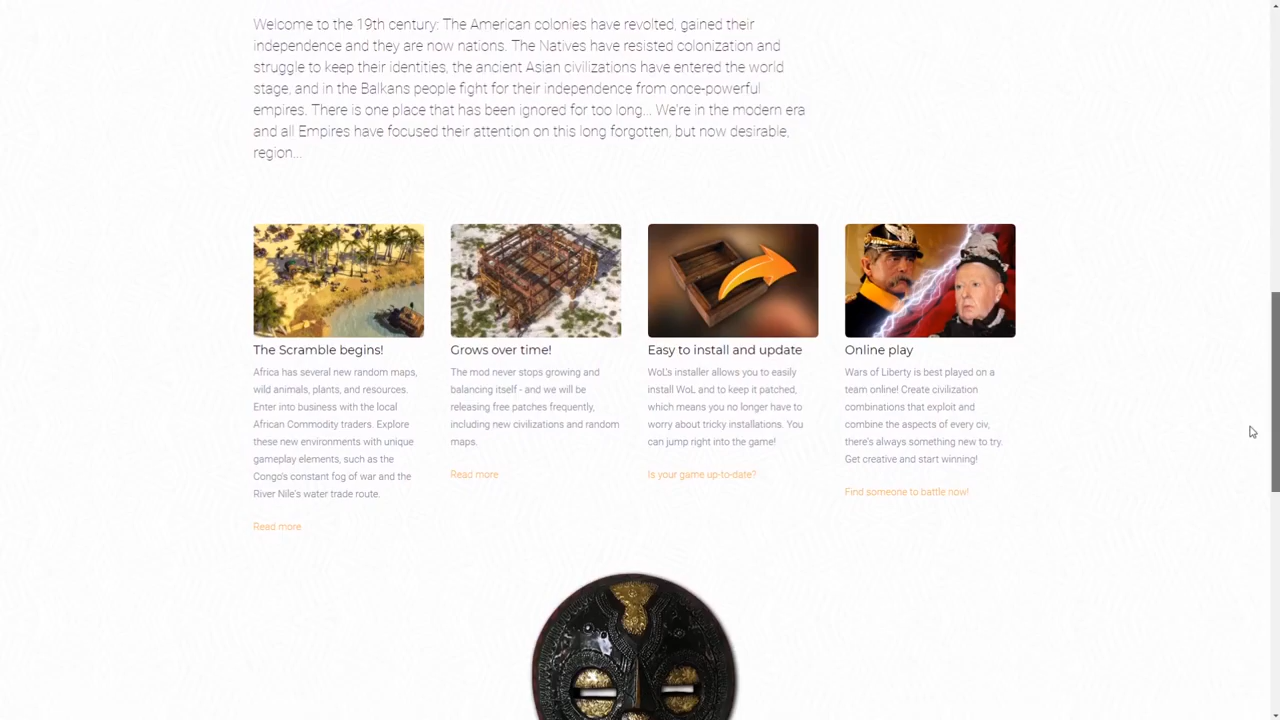 Welcome to the 19th century: The American colonies have revolted, gained their
independence and they are now nations. The Natives have resisted colonization and
struggle to keep their identities, the ancient Asian civilizations have entered the world
stage, and in the Balkans people fight for their independence from once-powerful
empires. There is one place that has been ignored for too long... We're in the modern era
and all Empires have focused their attention on this long forgotten, but now desirable,
region...
The Scramble begins!
Africa has several new random maps,
wild animals, plants, and resources.
Enter into business with the local
African Commodity traders. Explore
these new environments with unique
gameplay elements, such as the
Congo's constant fog of war and the
River Nile's water trade route.
Read more
Grows over time!
The mod never stops growing and
balancing itself - and we will be
releasing free patches frequently,
including new civilizations and random
maps.
Read more
Easy to install and update
WoL's installer allows you to easily
install WoL and to keep it patched,
which means you no longer have to
worry about tricky installations. You
can jump right into the game!
Is your game up-to-date?
Online play
Wars of Liberty is best played on a
team online! Create civilization
combinations that exploit and
combine the aspects of every civ,
there's always something new to try.
Get creative and start winning!
Find someone to battle now!